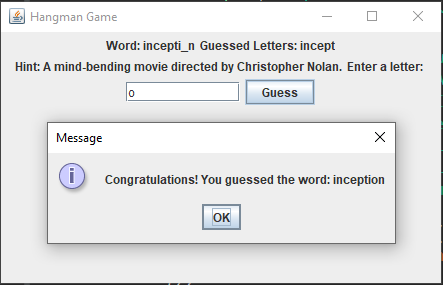 Hangman Game
Word: incepti_n Guessed Letters: incept
Hint: A mind-bending movie directed by Christopher Nolan. Enter a letter:
o Guess
Message
Congratulations! You guessed the word: inception
OK